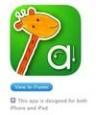 a
View In iTunes
+ This app is designed for both
iPhone and iPad